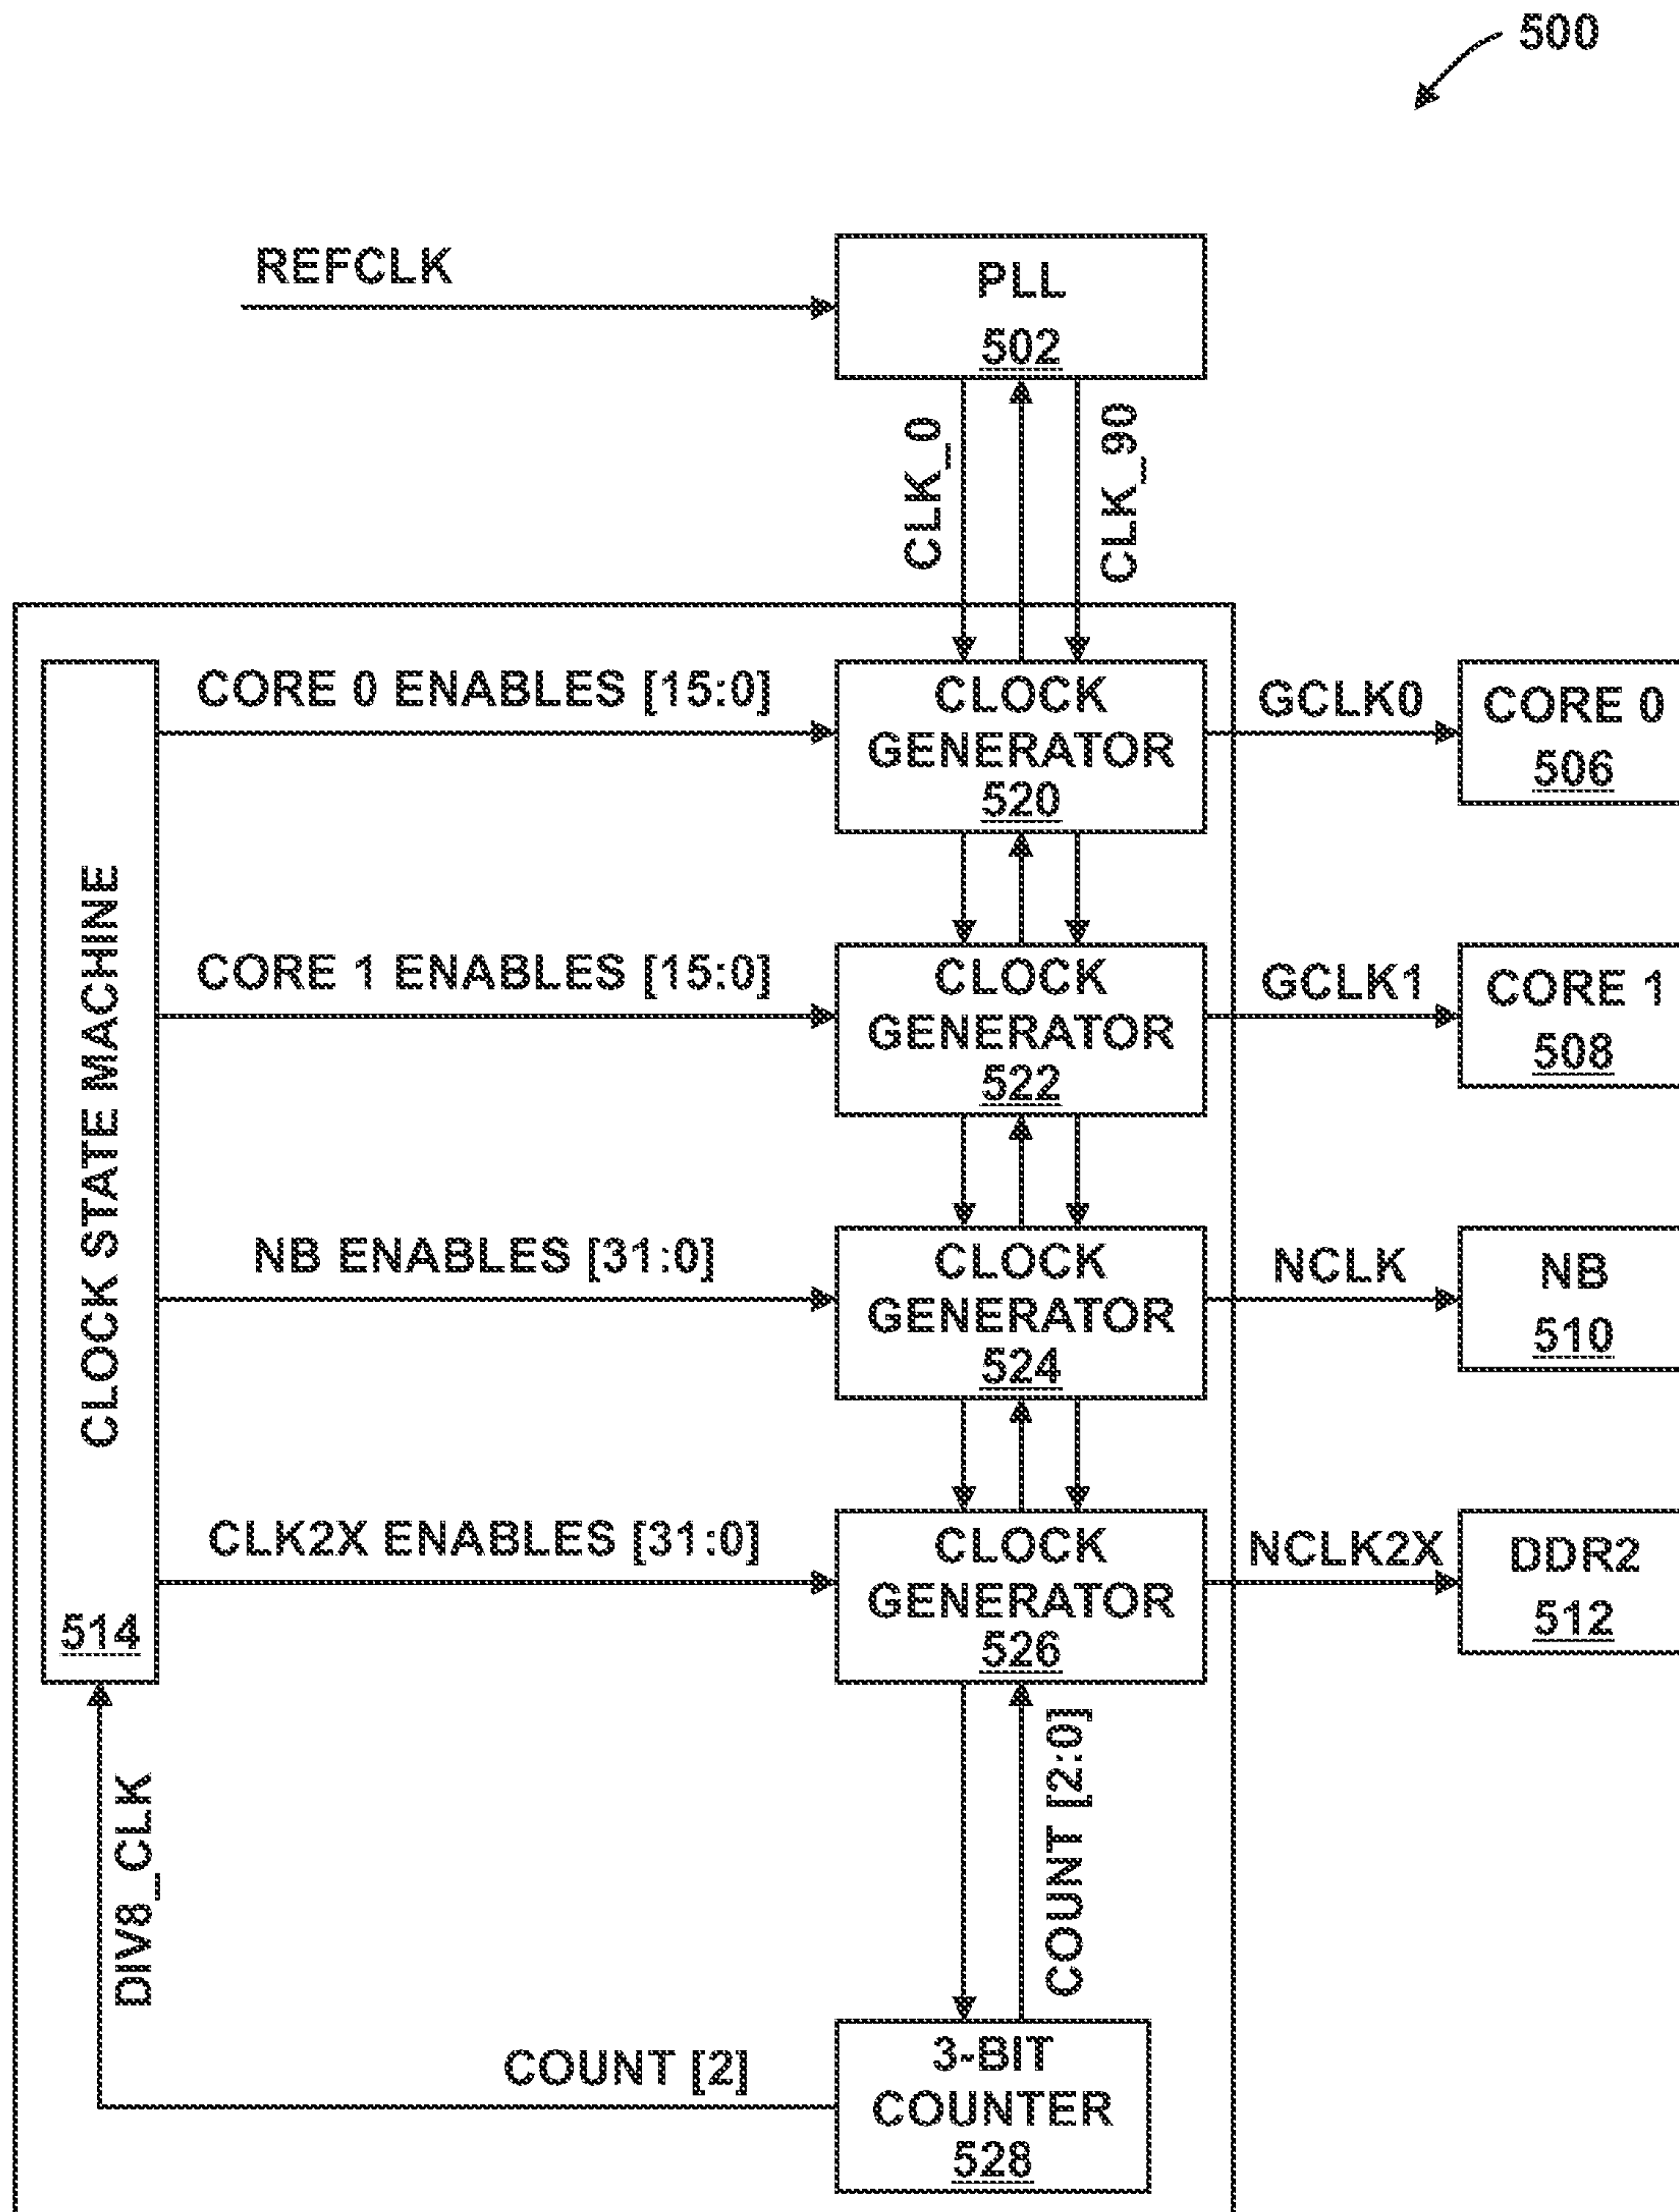 500
REFCLK
PLL
502
CLK_0
CLK_90
CORE 0 ENABLES [15:0]
CLOCK
GENERATOR
520
GCLK0
CORE 0
506
CLOCK STATE MACHINE
514
CORE 1 ENABLES [15:0]
CLOCK
GENERATOR
522
GCLK1
CORE 1
508
NB ENABLES [31:0]
CLOCK
GENERATOR
524
NCLK
NB
510
CLK2X ENABLES [31:0]
CLOCK
GENERATOR
526
NCLK2X
DDR2
512
DIV8_CLK
COUNT [2:0]
COUNT [2]
3-BIT
COUNTER
528